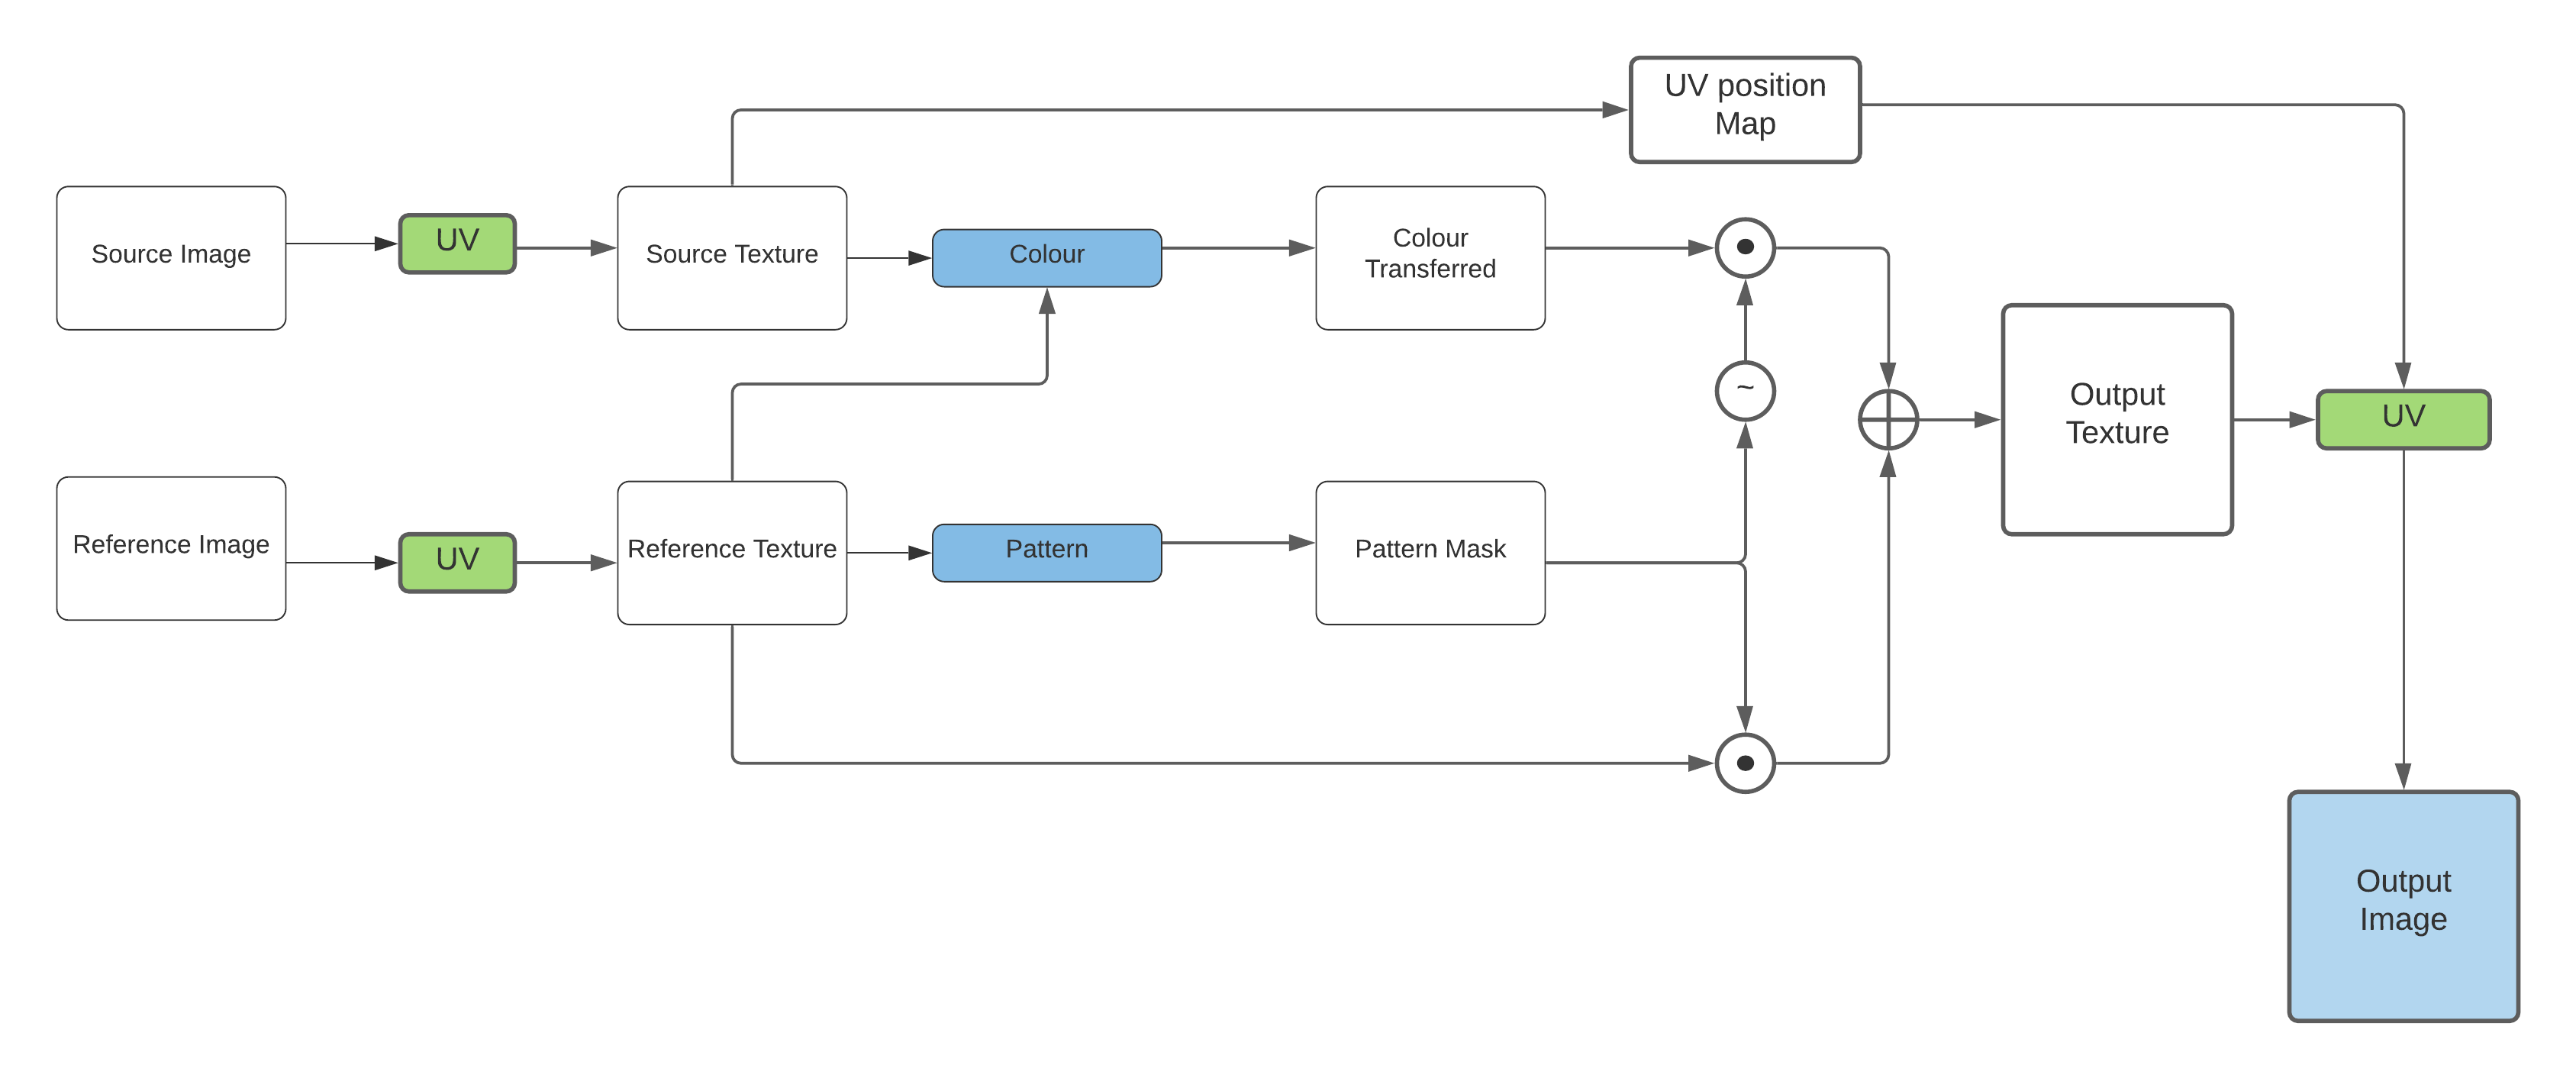 UV position
Map
Source Image
UV
Source Texture
Colour
Colour
Transferred
~
Output
Texture
UV
Reference Image
UV
Reference Texture
Pattern
Pattern Mask
Output
Image